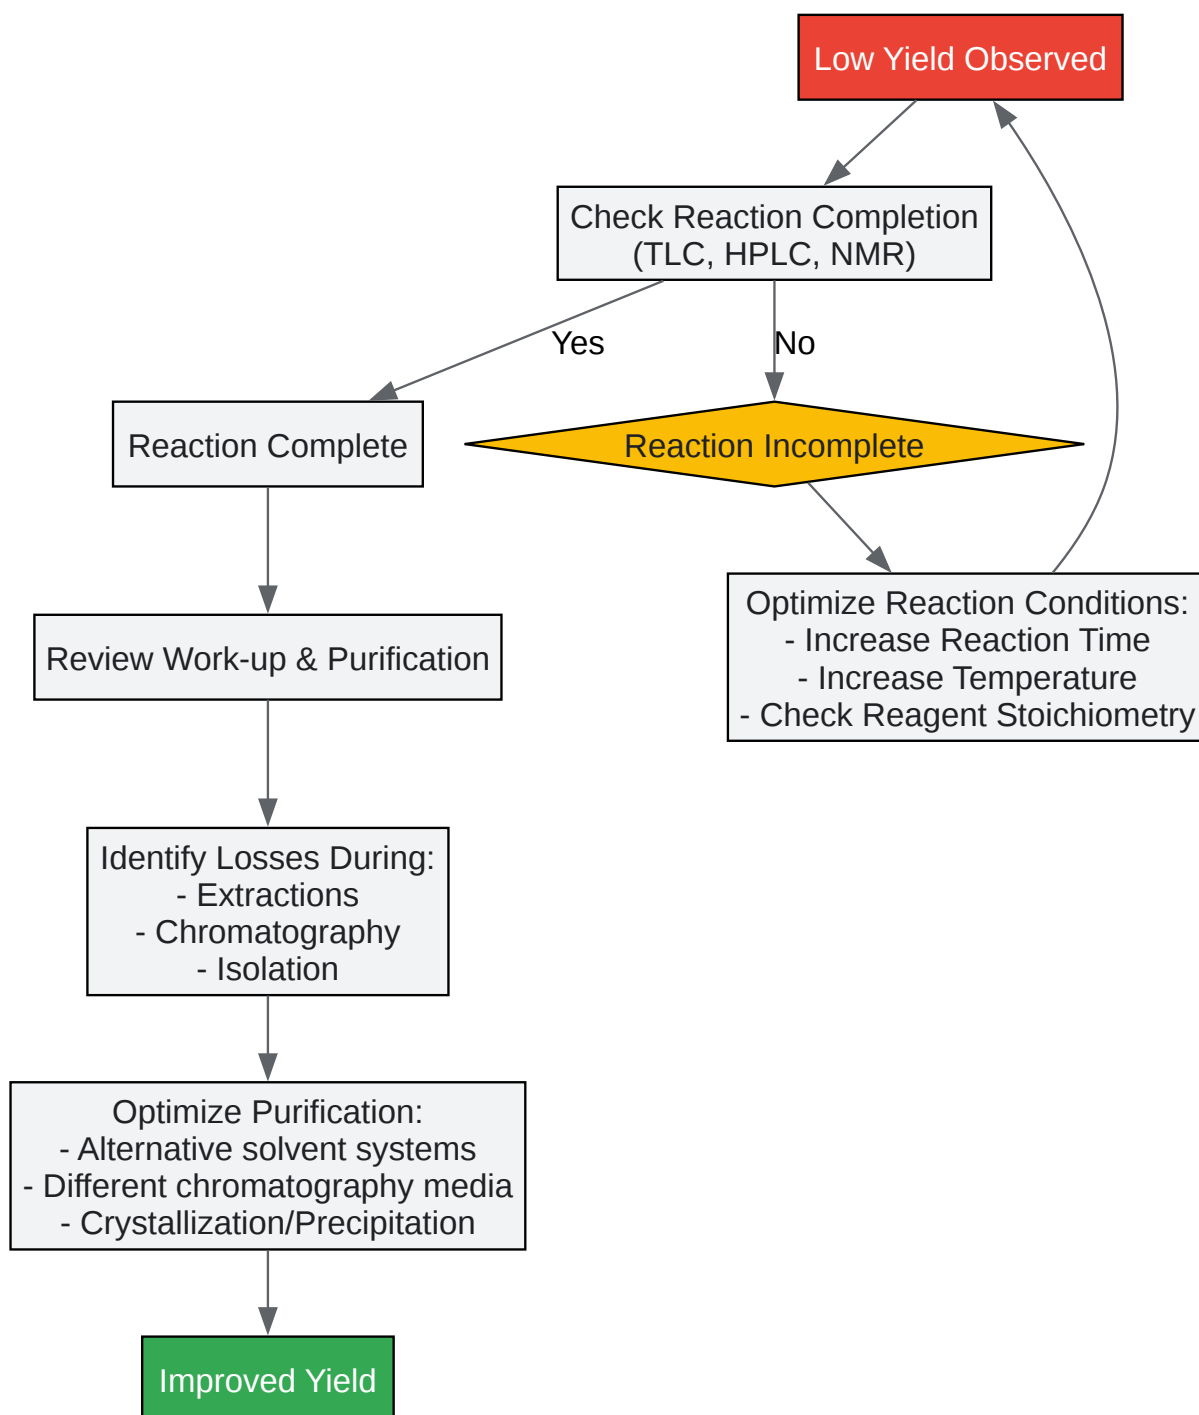 Low Yield Observed
Check Reaction Completion
(TLC, HPLC, NMR)
Yes
No
Reaction Complete
Reaction Incomplete
Optimize Reaction Conditions:
- Increase Reaction Time
- Increase Temperature
- Check Reagent Stoichiometry
Review Work-up & Purification
Identify Losses During:
- Extractions
- Chromatography
- Isolation
Optimize Purification:
- Alternative solvent systems
- Different chromatography media
- Crystallization/Precipitation
Improved Yield